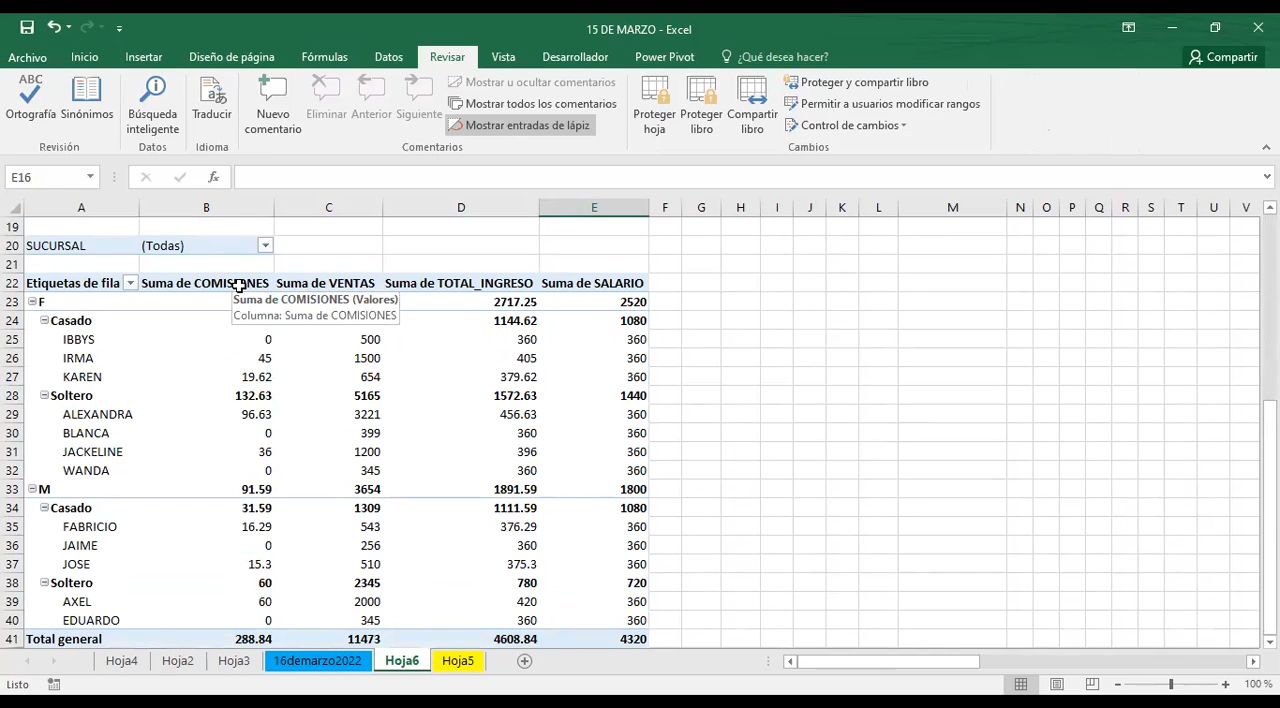 15 DE MARZO - Excel
Archivo Inicio Insertar Diseño de página Fórmulas Datos Revisar Vista Desarrollador Power Pivot ¿Qué desea hacer? Compartir
ABC
Ortografía Sinónimos Búsqueda inteligente Traducir Nuevo comentario Eliminar Anterior Siguiente
Mostrar u ocultar comentarios
Mostrar todos los comentarios
Mostrar entradas de lápiz
Proteger hoja Proteger libro Compartir libro
Proteger y compartir libro
Permitir a usuarios modificar rangos
Control de cambios
Revisión Datos Idioma Comentarios Cambios
E16 fx
A B C D E F G H I J K L M N O P Q R S T U V
19
20 SUCURSAL (Todas)
21
22 Etiquetas de fila Suma de COMISIONES Suma de VENTAS Suma de TOTAL_INGRESO Suma de SALARIO
Suma de COMISIONES (Valores)
Columna: Suma de COMISIONES
23 F 2717.25 2520
24 Casado 1144.62 1080
25 IBBYS 0 500 360 360
26 IRMA 45 1500 405 360
27 KAREN 19.62 654 379.62 360
28 Soltero 132.63 5165 1572.63 1440
29 ALEXANDRA 96.63 3221 456.63 360
30 BLANCA 0 399 360 360
31 JACKELINE 36 1200 396 360
32 WANDA 0 345 360 360
33 M 91.59 3654 1891.59 1800
34 Casado 31.59 1309 1111.59 1080
35 FABRICIO 16.29 543 376.29 360
36 JAIME 0 256 360 360
37 JOSE 15.3 510 375.3 360
38 Soltero 60 2345 780 720
39 AXEL 60 2000 420 360
40 EDUARDO 0 345 360 360
41 Total general 288.84 11473 4608.84 4320
Hoja4 Hoja2 Hoja3 16demarzo2022 Hoja6 Hoja5
Listo 100 %